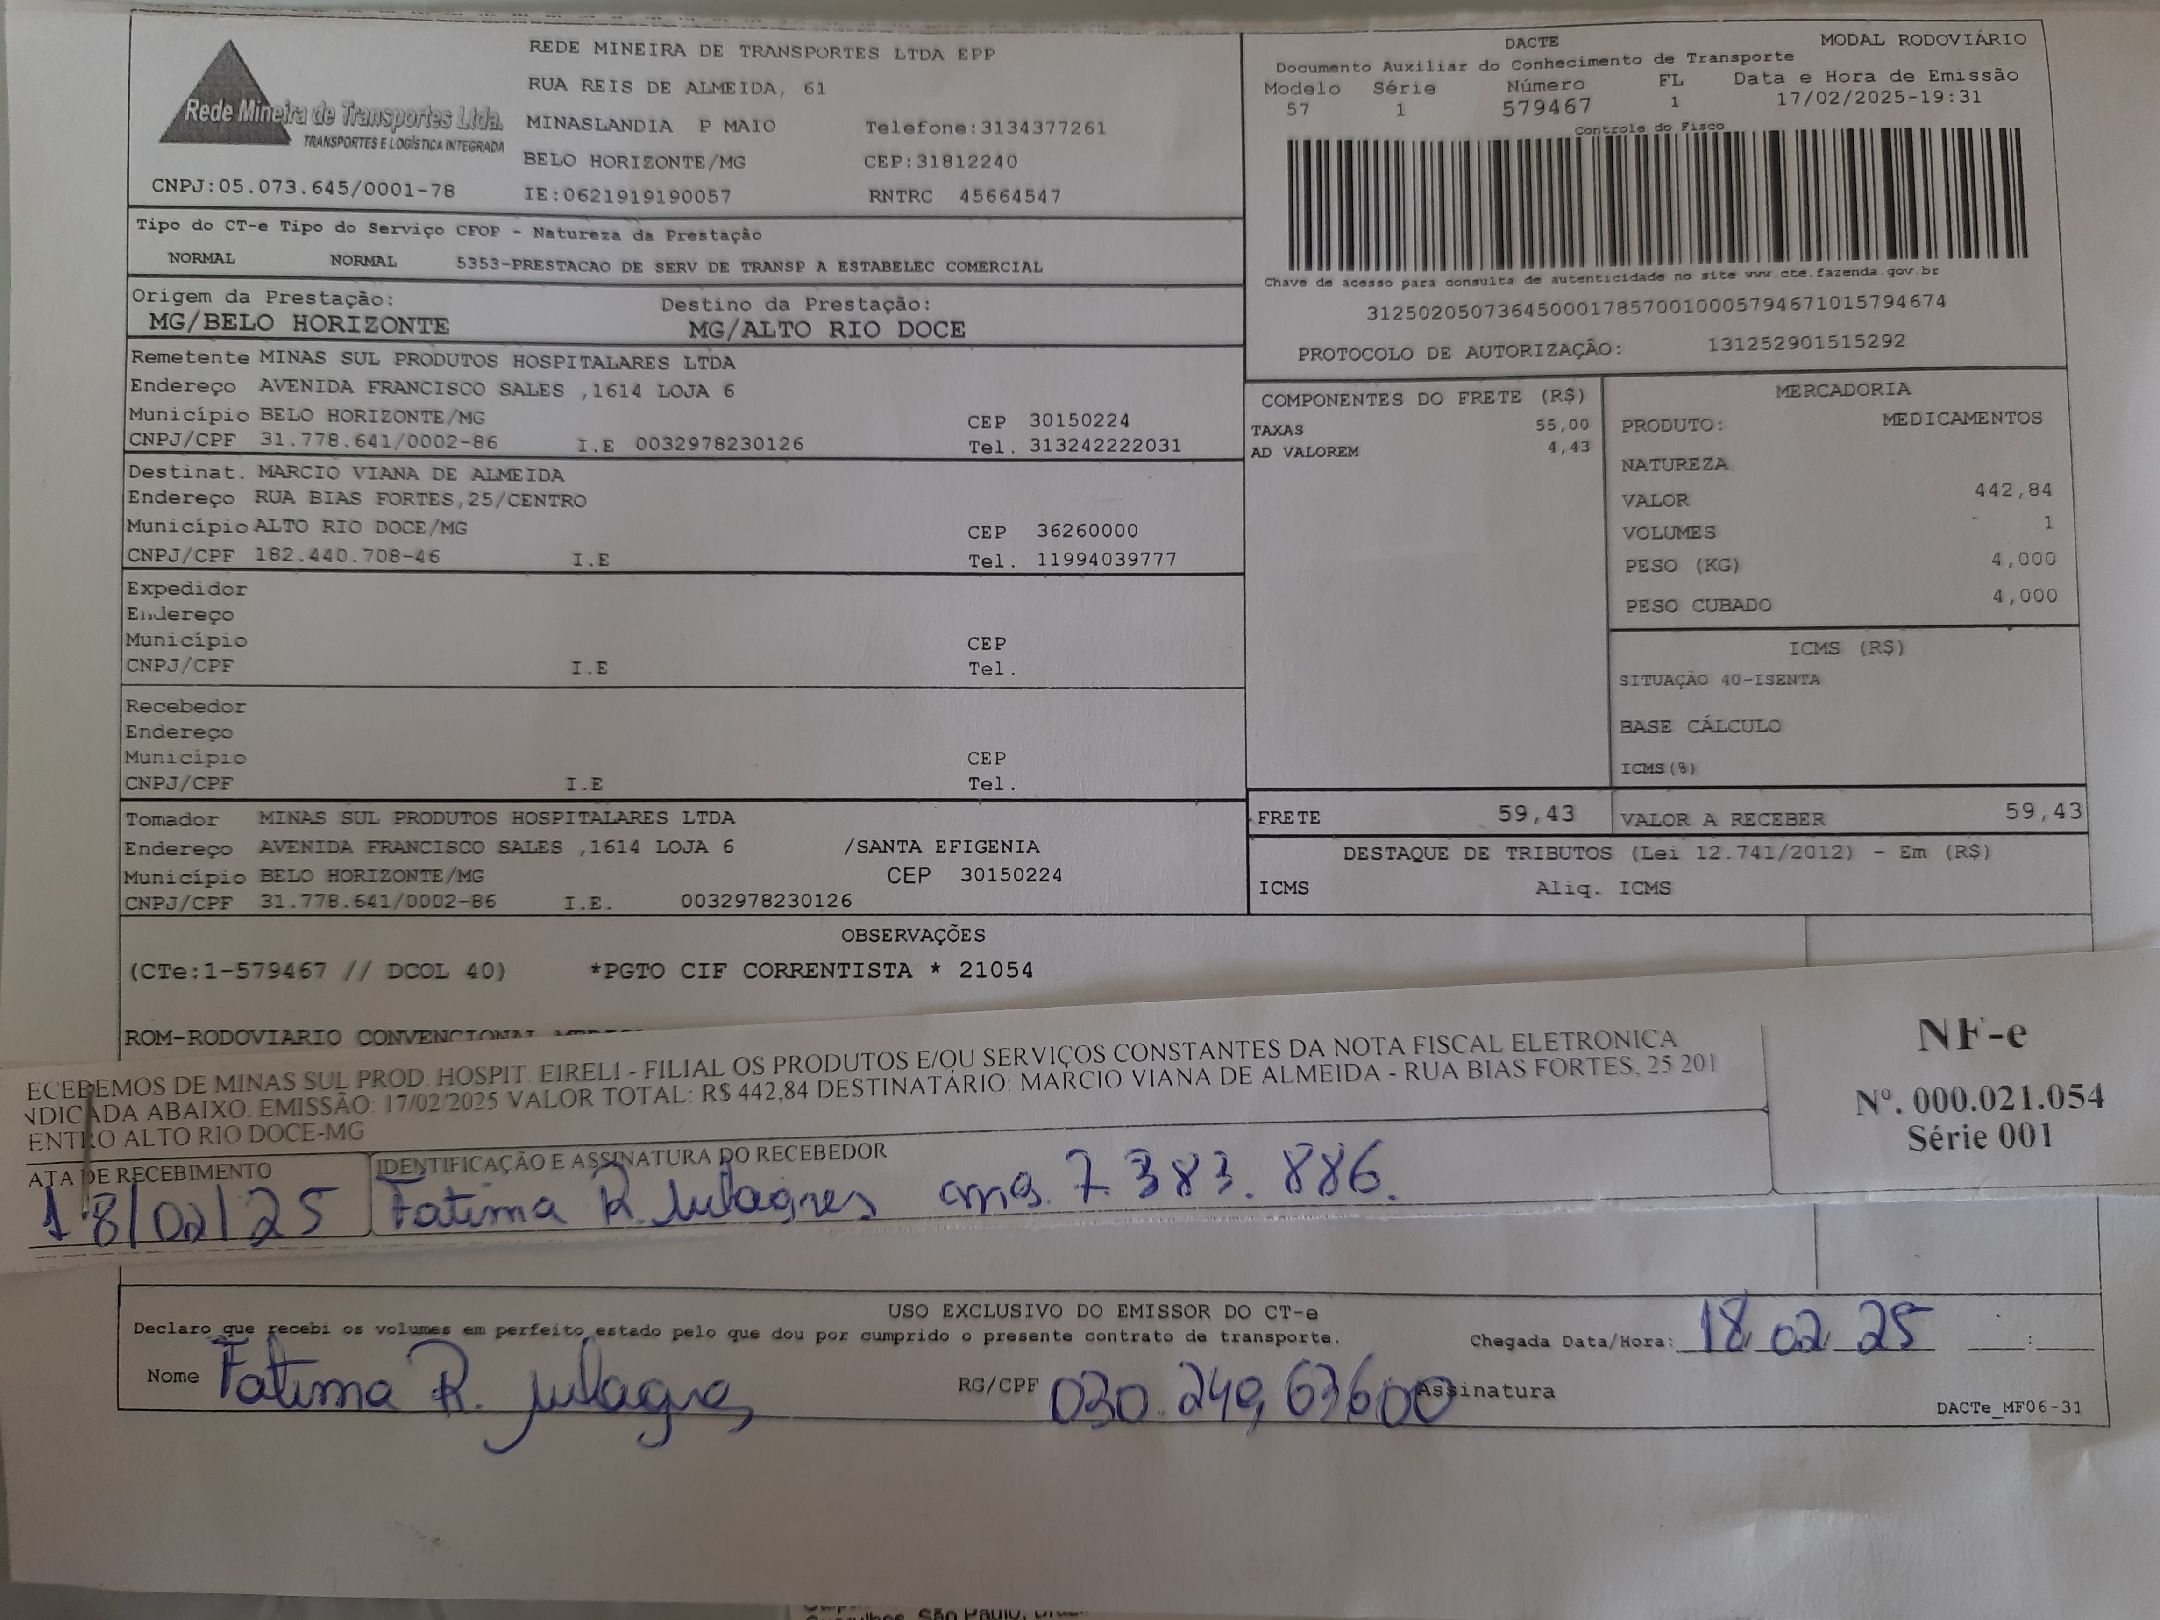 Rede Mineira de Transportes Ltda.
TRANSPORTES E LOGÍSTICA INTEGRADA
CNPJ:05.073.645/0001-78
REDE MINEIRA DE TRANSPORTES LTDA EPP
RUA REIS DE ALMEIDA, 61
MINASLANDIA P MAIO Telefone:3134377261
BELO HORIZONTE/MG CEP:31812240
IE:0621919190057 RNTRC 45664547
DACTE MODAL RODOVIÁRIO
Documento Auxiliar do Conhecimento de Transporte
Modelo Série Número FL Data e Hora de Emissão
57 1 579467 1 17/02/2025-19:31
Controle do Fisco
Chave de acesso para consulta de autenticidade no site www.cte.fazenda.gov.br
31250205073645000178570010005794671015794674
PROTOCOLO DE AUTORIZAÇÃO: 131252901515292
Tipo do CT-e Tipo do Serviço CFOP - Natureza da Prestação
NORMAL NORMAL 5353-PRESTACAO DE SERV DE TRANSP A ESTABELEC COMERCIAL
Origem da Prestação: Destino da Prestação:
MG/BELO HORIZONTE MG/ALTO RIO DOCE
Remetente MINAS SUL PRODUTOS HOSPITALARES LTDA
Endereço AVENIDA FRANCISCO SALES ,1614 LOJA 6
Município BELO HORIZONTE/MG CEP 30150224
CNPJ/CPF 31.778.641/0002-86 I.E 0032978230126 Tel. 313242222031
Destinat. MARCIO VIANA DE ALMEIDA
Endereço RUA BIAS FORTES,25/CENTRO
Município ALTO RIO DOCE/MG CEP 36260000
CNPJ/CPF 182.440.708-46 I.E Tel. 11994039777
Expedidor
Endereço
Município CEP
CNPJ/CPF I.E Tel.
Recebedor
Endereço
Município CEP
CNPJ/CPF I.E Tel.
Tomador MINAS SUL PRODUTOS HOSPITALARES LTDA
Endereço AVENIDA FRANCISCO SALES ,1614 LOJA 6 /SANTA EFIGENIA
Município BELO HORIZONTE/MG CEP 30150224
CNPJ/CPF 31.778.641/0002-86 I.E. 0032978230126
COMPONENTES DO FRETE (R$)
TAXAS 55,00
AD VALOREM 4,43
MERCADORIA
PRODUTO: MEDICAMENTOS
NATUREZA
VALOR 442,84
VOLUMES 1
PESO (KG) 4,000
PESO CUBADO 4,000
ICMS (R$)
SITUAÇÃO 40-ISENTA
BASE CÁLCULO
ICMS(%)
FRETE 59,43 VALOR A RECEBER 59,43
DESTAQUE DE TRIBUTOS (Lei 12.741/2012) - Em (R$)
ICMS Aliq. ICMS
OBSERVAÇÕES
(CTe:1-579467 // DCOL 40) *PGTO CIF CORRENTISTA * 21054
ROM-RODOVIARIO CONVENCIONAL
ECEBEMOS DE MINAS SUL PROD. HOSPIT. EIRELI - FILIAL OS PRODUTOS E/OU SERVIÇOS CONSTANTES DA NOTA FISCAL ELETRONICA
NDICADA ABAIXO. EMISSÃO: 17/02/2025 VALOR TOTAL: R$ 442,84 DESTINATÁRIO: MARCIO VIANA DE ALMEIDA - RUA BIAS FORTES, 25 201
ENTRO ALTO RIO DOCE-MG
ATA DE RECEBIMENTO IDENTIFICAÇÃO E ASSINATURA DO RECEBEDOR
18/02/25 Fatima R. Milagres 7.383.886.
NF-e
Nº. 000.021.054
Série 001
USO EXCLUSIVO DO EMISSOR DO CT-e
Declaro que recebi os volumes em perfeito estado pelo que dou por cumprido o presente contrato de transporte.
Chegada Data/Hora: 18 02 25 :
Nome Fatima R. Milagres RG/CPF 030.240,63600 Assinatura
DACTe_MF06-31
São Paulo,